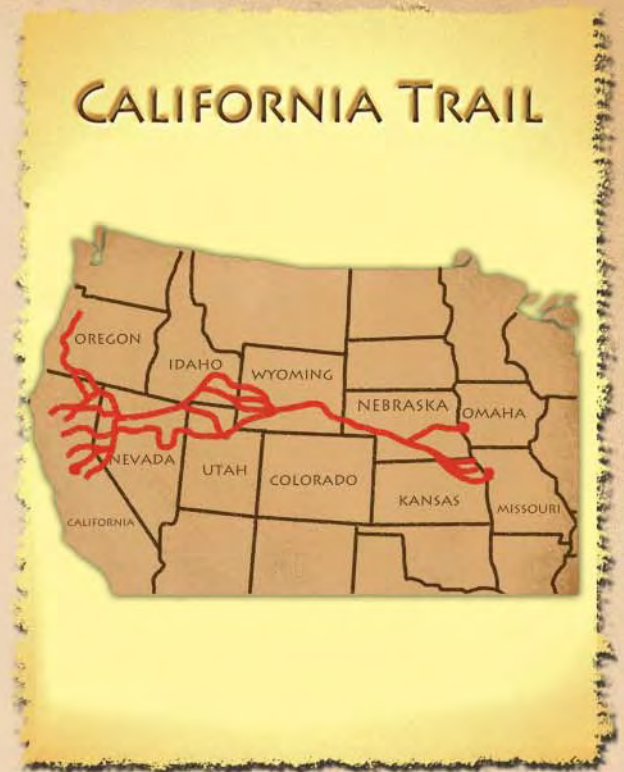 CALIFORNIA TRAIL
OREGON
IDAHO
WYOMING
NEBRASKA
OMAHA
NEVADA
UTAH
COLORADO
KANSAS
MISSOURI
CALIFORNIA